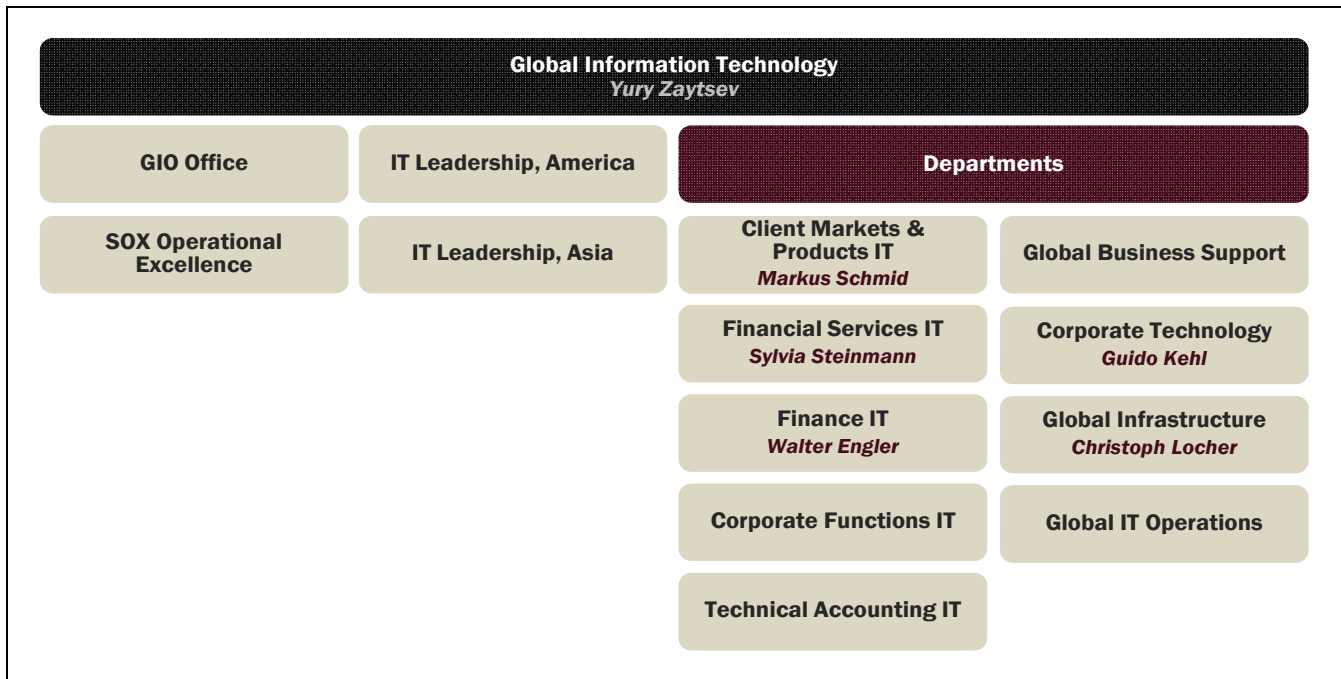 Global Information Technology
Yury Zaytsev
GIO Office
IT Leadership, America
Departments
SOX Operational
Excellence
IT Leadership, Asia
Client Markets &
Products IT
Markus Schmid
Global Business Support
Financial Services IT
Sylvia Steinmann
Corporate Technology
Guido Kehl
Finance IT
Walter Engler
Global Infrastructure
Christoph Locher
Corporate Functions IT
Global IT Operations
Technical Accounting IT